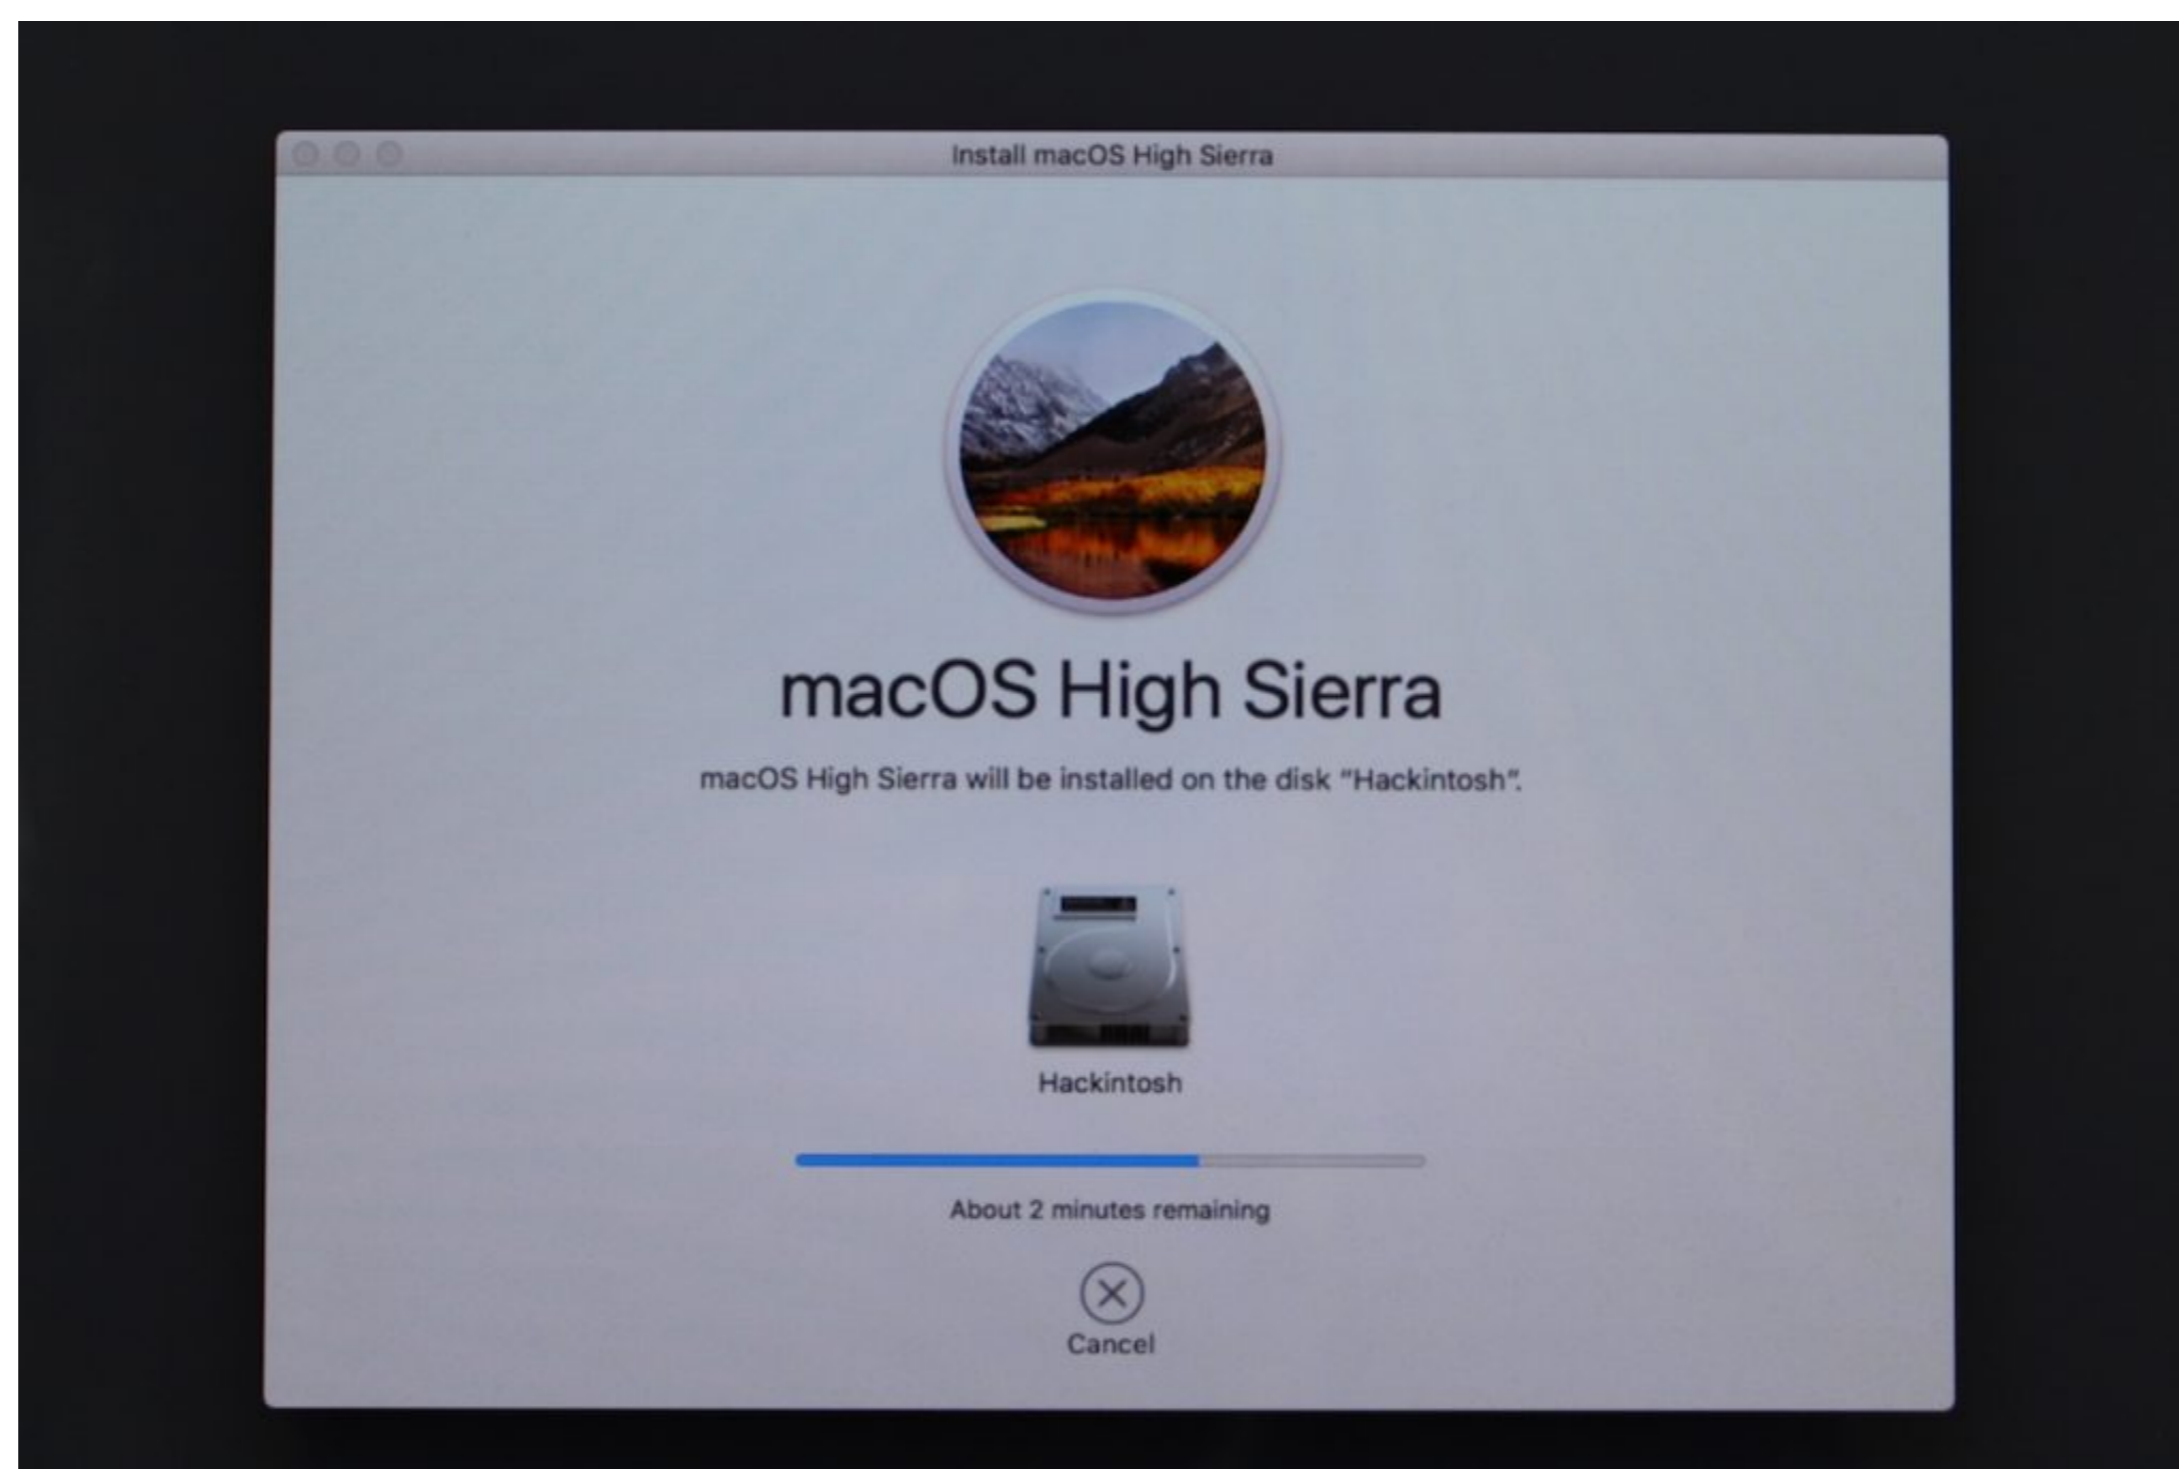 Install macOS High Sierra
macOS High Sierra
macOS High Sierra will be installed on the disk “Hackintosh”.
Hackintosh
About 2 minutes remaining
Cancel